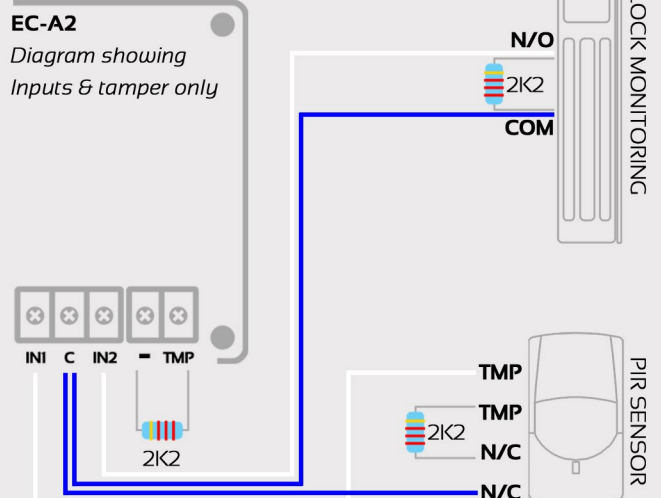 EC-A2
Diagram showing
Inputs & tamper only
N/O
2K2
COM
LOCK MONITORING
IN1 C IN2 - TMP
2K2
TMP
TMP
2K2
N/C
N/C
PIR SENSOR